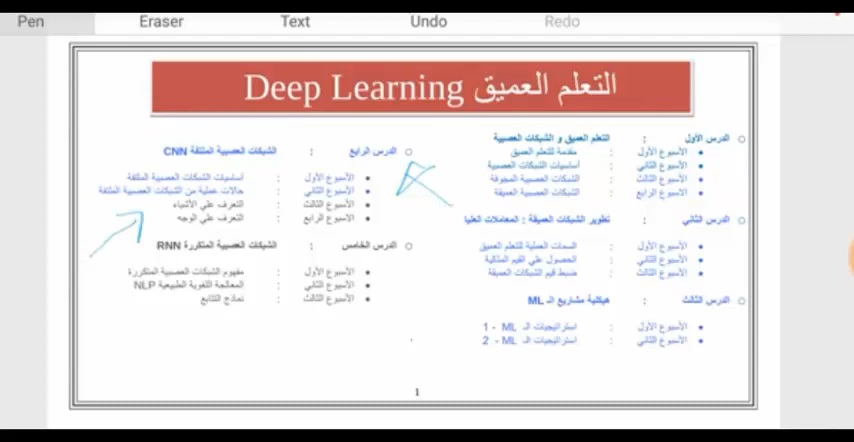 Pen Eraser Text Undo Redo
التعلم العميق Deep Learning
الدرس الأول : التعلم العميق و الشبكات العصبية
الأسبوع الأول : مقدمة للتعلم العميق
الأسبوع الثاني : أساسيات الشبكات العصبية
الأسبوع الثالث : الشبكات العصبية المجوفة
الأسبوع الرابع : الشبكات العصبية العميقة
الدرس الثاني : تطوير الشبكات العميقة : المعاملات العليا
الأسبوع الأول : السمات العملية للتعلم العميق
الأسبوع الثاني : الحصول علي القيم المثالية
الأسبوع الثالث : ضبط قيم الشبكات العميقة
الدرس الثالث : هيكلية مشاريع الـ ML
الأسبوع الأول : استراتيجيات الـ ML - 1
الأسبوع الثاني : استراتيجيات الـ ML - 2
الدرس الرابع : الشبكات العصبية الملتفة CNN
الأسبوع الأول : أساسيات الشبكات العصبية الملتفة
الأسبوع الثاني : حالات عملية من الشبكات العصبية الملتفة
الأسبوع الثالث : التعرف علي الأشياء
الاسبوع الرابع : التعرف علي الوجه
الدرس الخامس : الشبكات العصبية المتكررة RNN
الأسبوع الأول : مفهوم الشبكات العصبية المتكررة
الأسبوع الثاني : المعالجة اللغوية الطبيعية NLP
الأسبوع الثالث : نماذج التتابع
1